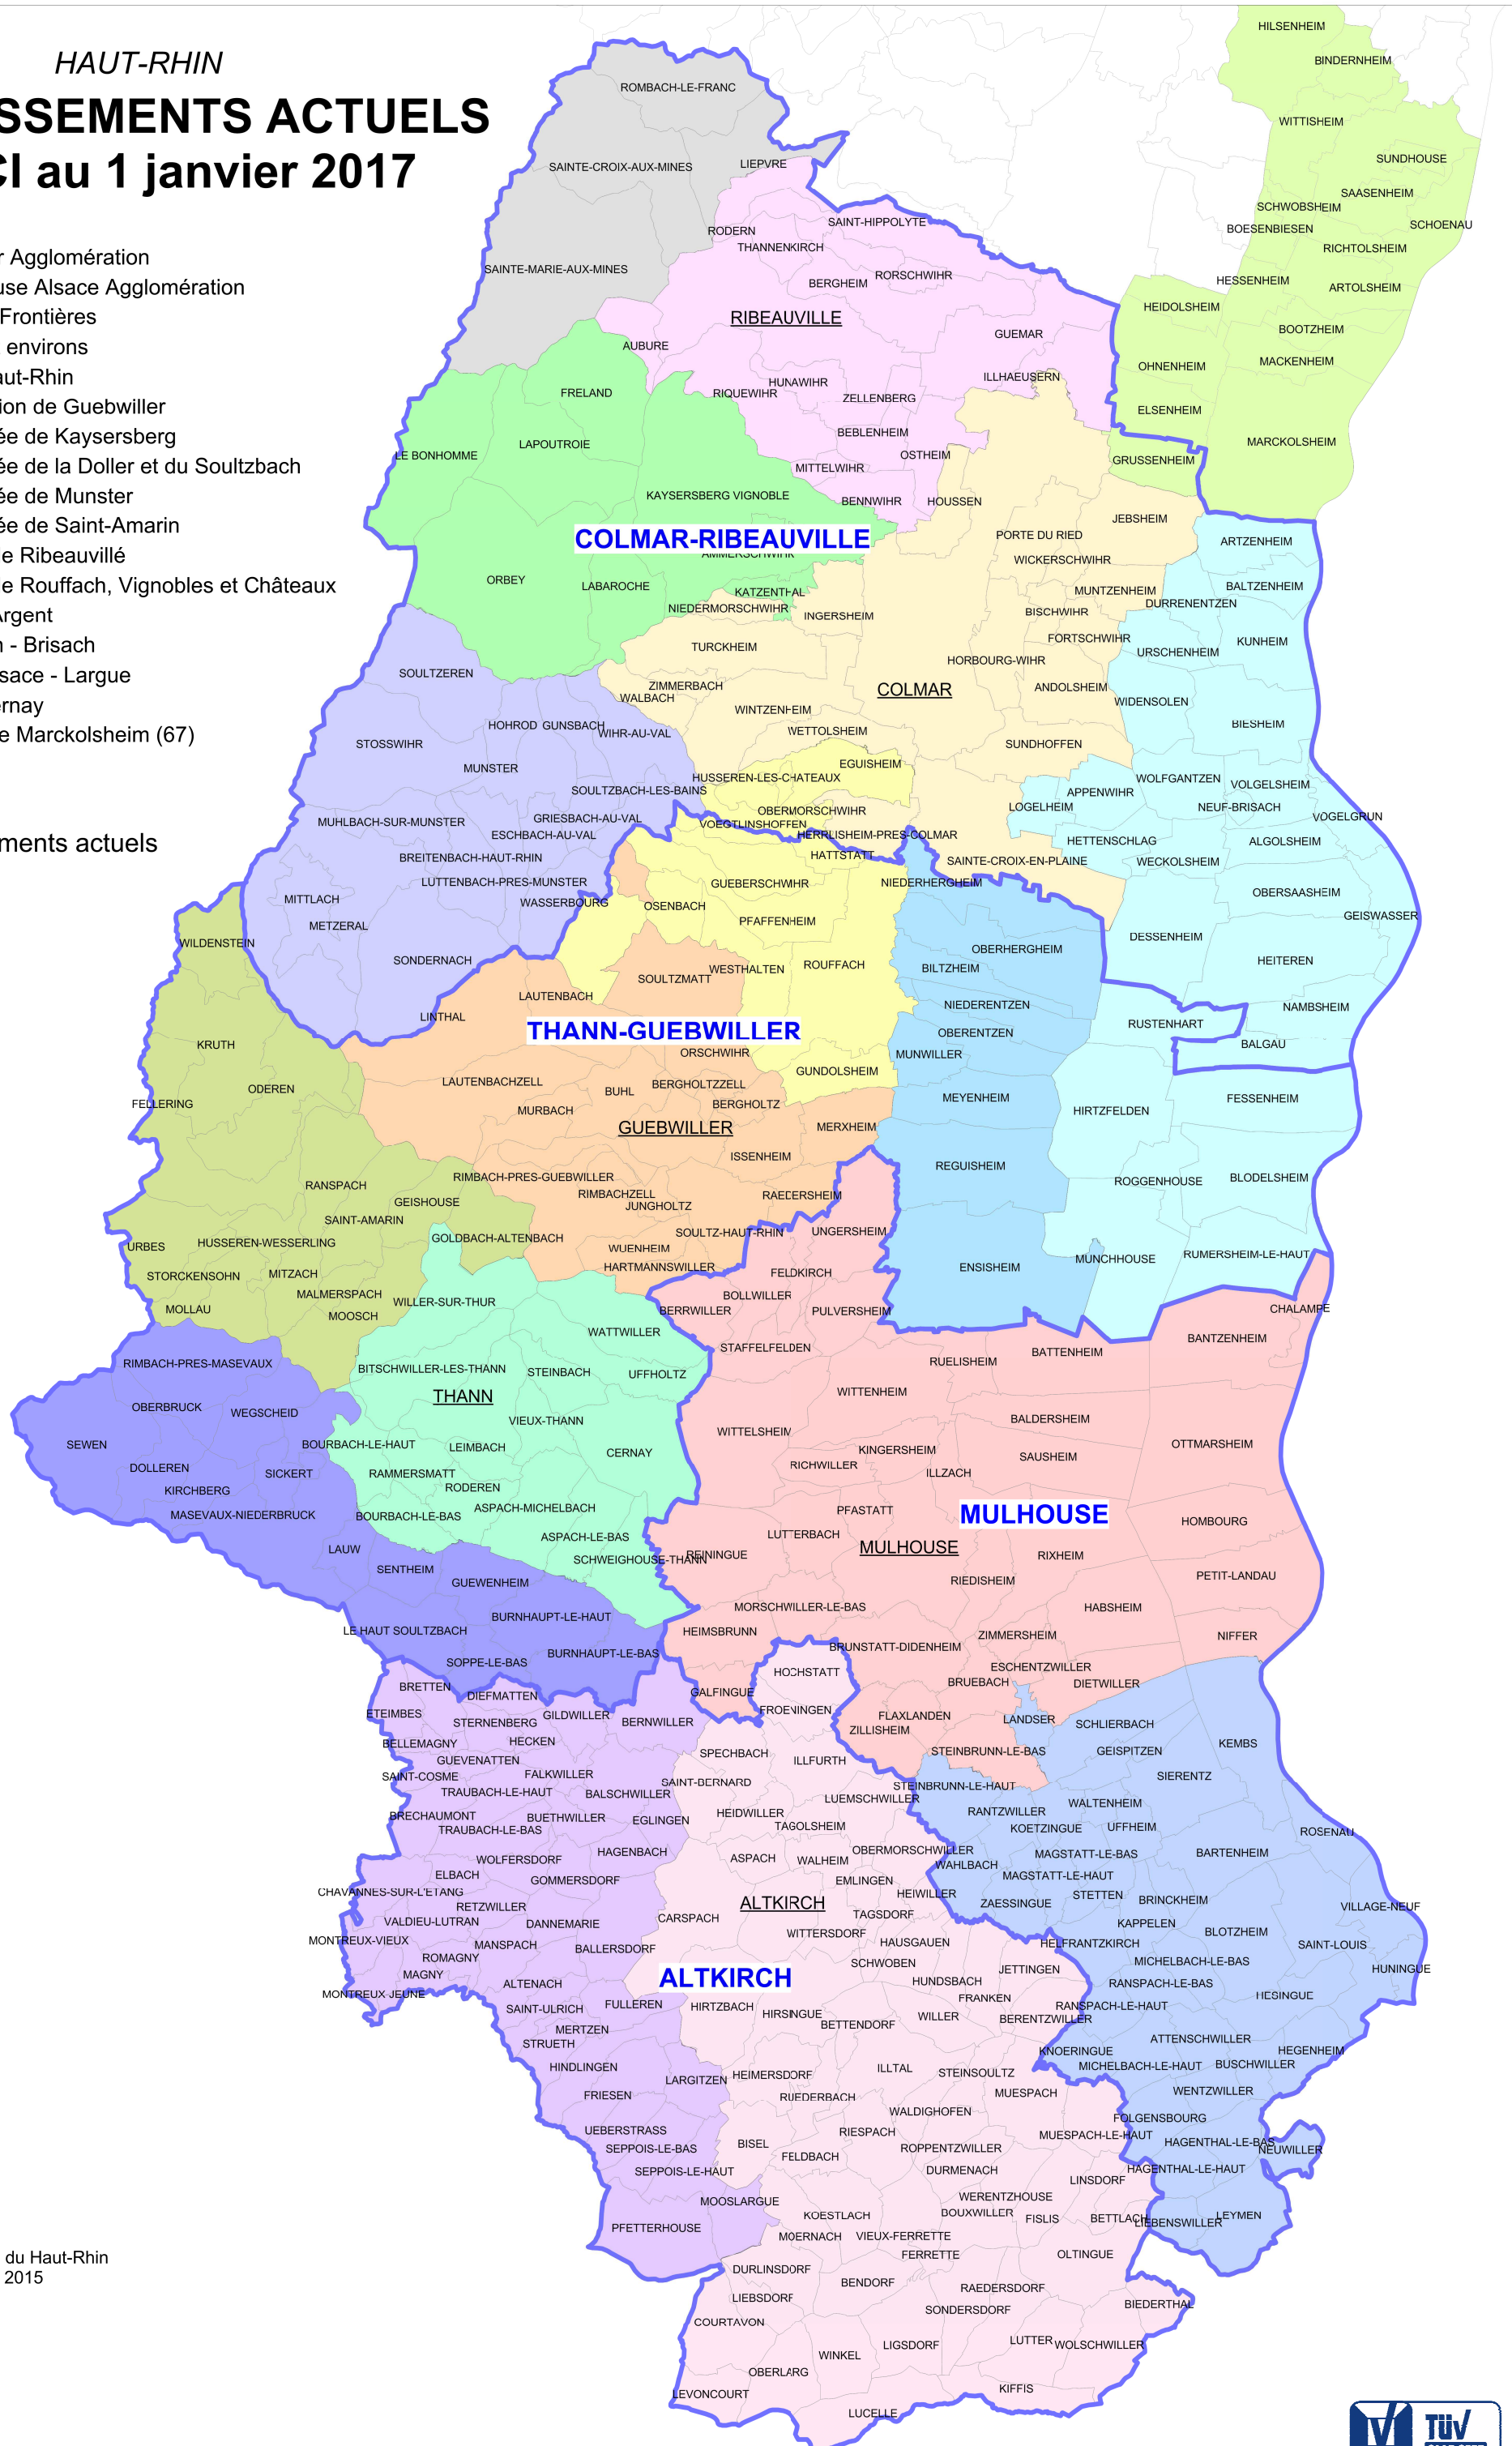 HAUT-RHIN
SSEMENTS ACTUELS
CI au 1 janvier 2017
r Agglomération
use Alsace Agglomération
Frontières
environs
aut-Rhin
ion de Guebwiller
ée de Kaysersberg
ée de la Doller et du Soultzbach
ée de Munster
ée de Saint-Amarin
le Ribeauvillé
le Rouffach, Vignobles et Châteaux
Argent
n - Brisach
sace - Largue
ernay
e Marckolsheim (67)
ments actuels
HILSENHEIM
BINDERNHEIM
WITTISHEIM
SUNDHOUSE
SAASENHEIM
SCHWOBSHEIM
BOESENBIESEN
SCHOENAU
RICHTOLSHEIM
HESSENHEIM
ARTOLSHEIM
HEIDOLSHEIM
BOOTZHEIM
OHNENHEIM
MACKENHEIM
ELSENHEIM
MARCKOLSHEIM
GRUSSENHEIM
ROMBACH-LE-FRANC
SAINTE-CROIX-AUX-MINES
LIEPVRE
SAINTE-MARIE-AUX-MINES
RODERN
SAINT-HIPPOLYTE
THANNENKIRCH
BERGHEIM
RORSCHWIHR
RIBEAUVILLE
GUEMAR
AUBURE
HUNAWIHR
ILLHAEUSERN
RIQUEWIHR
ZELLENBERG
BEBLENHEIM
OSTHEIM
MITTELWIHR
BENNWIHR
HOUSSEN
FRELAND
LE BONHOMME
LAPOUTROIE
KAYSERSBERG VIGNOBLE
COLMAR-RIBEAUVILLE
AMMERSCHWIHR
ORBEY
LABAROCHE
KATZENTHAL
NIEDERMORSCHWIHR
INGERSHEIM
JEBSHEIM
PORTE DU RIED
WICKERSCHWIHR
MUNTZENHEIM
BISCHWIHR
FORTSCHWIHR
TURCKHEIM
HORBOURG-WIHR
ZIMMERBACH
WALBACH
COLMAR
ANDOLSHEIM
WINTZENHEIM
WETTOLSHEIM
SUNDHOFFEN
EGUISHEIM
HUSSEREN-LES-CHATEAUX
OBERMORSCHWIHR
VOEGTLINSHOFFEN
HERRLISHEIM-PRES-COLMAR
SAINTE-CROIX-EN-PLAINE
ARTZENHEIM
BALTZENHEIM
DURRENENTZEN
KUNHEIM
URSCHENHEIM
WIDENSOLEN
BIESHEIM
WOLFGANTZEN
VOLGELSHEIM
APPENWIHR
LOGELHEIM
NEUF-BRISACH
VOGELGRUN
HETTENSCHLAG
ALGOLSHEIM
WECKOLSHEIM
OBERSAASHEIM
GEISWASSER
DESSENHEIM
HEITEREN
NAMBSHEIM
RUSTENHART
BALGAU
FESSENHEIM
HIRTZFELDEN
BLODELSHEIM
ROGGENHOUSE
MUNCHHOUSE
RUMERSHEIM-LE-HAUT
SOULTZEREN
HOHROD
GUNSBACH
WIHR-AU-VAL
STOSSWIHR
MUNSTER
SOULTZBACH-LES-BAINS
MUHLBACH-SUR-MUNSTER
GRIESBACH-AU-VAL
ESCHBACH-AU-VAL
BREITENBACH-HAUT-RHIN
LUTTENBACH-PRES-MUNSTER
MITTLACH
WASSERBOURG
METZERAL
SONDERNACH
HATTSTATT
GUEBERSCHWIHR
OSENBACH
PFAFFENHEIM
WESTHALTEN
ROUFFACH
GUNDOLSHEIM
SOULTZMATT
LAUTENBACH
LINTHAL
THANN-GUEBWILLER
ORSCHWIHR
LAUTENBACHZELL
BUHL
BERGHOLTZZELL
MURBACH
BERGHOLTZ
GUEBWILLER
MERXHEIM
ISSENHEIM
RIMBACH-PRES-GUEBWILLER
RIMBACHZELL
JUNGHOLTZ
RAEDERSHEIM
SOULTZ-HAUT-RHIN
WUENHEIM
HARTMANNSWILLER
NIEDERHERGHEIM
OBERHERGHEIM
BILTZHEIM
NIEDERENTZEN
OBERENTZEN
MUNWILLER
MEYENHEIM
REGUISHEIM
ENSISHEIM
WILDENSTEIN
KRUTH
ODEREN
FELLERING
RANSPACH
GEISHOUSE
SAINT-AMARIN
GOLDBACH-ALTENBACH
URBES
HUSSEREN-WESSERLING
STORCKENSOHN
MITZACH
MALMERSPACH
MOLLAU
MOOSCH
WILLER-SUR-THUR
WATTWILLER
BITSCHWILLER-LES-THANN
STEINBACH
UFFHOLTZ
THANN
VIEUX-THANN
BOURBACH-LE-HAUT
LEIMBACH
CERNAY
RAMMERSMATT
RODEREN
BOURBACH-LE-BAS
ASPACH-MICHELBACH
ASPACH-LE-BAS
SCHWEIGHOUSE-THANN
RIMBACH-PRES-MASEVAUX
OBERBRUCK
WEGSCHEID
SEWEN
DOLLEREN
SICKERT
KIRCHBERG
MASEVAUX-NIEDERBRUCK
LAUW
SENTHEIM
GUEWENHEIM
BURNHAUPT-LE-HAUT
LE HAUT SOULTZBACH
BURNHAUPT-LE-BAS
SOPPE-LE-BAS
UNGERSHEIM
FELDKIRCH
BOLLWILLER
BERRWILLER
PULVERSHEIM
STAFFELFELDEN
RUELISHEIM
BATTENHEIM
BANTZENHEIM
CHALAMPE
WITTENHEIM
BALDERSHEIM
WITTELSHEIM
KINGERSHEIM
OTTMARSHEIM
SAUSHEIM
RICHWILLER
ILLZACH
PFASTATT
MULHOUSE
HOMBOURG
LUTTERBACH
MULHOUSE
REININGUE
RIXHEIM
RIEDISHEIM
PETIT-LANDAU
MORSCHWILLER-LE-BAS
HABSHEIM
HEIMSBRUNN
BRUNSTATT-DIDENHEIM
ZIMMERSHEIM
NIFFER
ESCHENTZWILLER
BRUEBACH
DIETWILLER
GALFINGUE
FLAXLANDEN
ZILLISHEIM
STEINBRUNN-LE-BAS
LANDSER
SCHLIERBACH
GEISPITZEN
KEMBS
SIERENTZ
STEINBRUNN-LE-HAUT
RANTZWILLER
WALTENHEIM
KOETZINGUE
UFFHEIM
ROSENAU
MAGSTATT-LE-BAS
BARTENHEIM
WAHLBACH
MAGSTATT-LE-HAUT
ZAESSINGUE
STETTEN
BRINCKHEIM
VILLAGE-NEUF
KAPPELEN
BLOTZHEIM
HELFRANTZKIRCH
SAINT-LOUIS
MICHELBACH-LE-BAS
HUNINGUE
RANSPACH-LE-BAS
HESINGUE
RANSPACH-LE-HAUT
ATTENSCHWILLER
KNOERINGUE
HEGENHEIM
MICHELBACH-LE-HAUT
BUSCHWILLER
WENTZWILLER
FOLGENSBOURG
HAGENTHAL-LE-BAS
NEUWILLER
HAGENTHAL-LE-HAUT
LEYMEN
LIEBENSWILLER
BRETTEN
DIEFMATTEN
ETEIMBES
GILDWILLER
STERNENBERG
BERNWILLER
BELLEMAGNY
HECKEN
GUEVENATTEN
SAINT-COSME
FALKWILLER
TRAUBACH-LE-HAUT
BALSCHWILLER
BRECHAUMONT
BUETHWILLER
EGLINGEN
TRAUBACH-LE-BAS
HAGENBACH
WOLFERSDORF
ELBACH
GOMMERSDORF
CHAVANNES-SUR-L'ETANG
RETZWILLER
VALDIEU-LUTRAN
DANNEMARIE
MONTREUX-VIEUX
MANSPACH
BALLERSDORF
ROMAGNY
MAGNY
ALTENACH
MONTREUX-JEUNE
SAINT-ULRICH
FULLEREN
MERTZEN
STRUETH
HINDLINGEN
LARGITZEN
FRIESEN
UEBERSTRASS
SEPPOIS-LE-BAS
SEPPOIS-LE-HAUT
MOOSLARGUE
PFETTERHOUSE
HOCHSTATT
FROENINGEN
SPECHBACH
ILLFURTH
SAINT-BERNARD
LUEMSCHWILLER
HEIDWILLER
TAGOLSHEIM
OBERMORSCHWILLER
ASPACH
WALHEIM
EMLINGEN
HEIWILLER
ALTKIRCH
TAGSDORF
CARSPACH
WITTERSDORF
HAUSGAUEN
SCHWOBEN
JETTINGEN
ALTKIRCH
HUNDSBACH
FRANKEN
HIRTZBACH
HIRSINGUE
BETTENDORF
WILLER
BERENTZWILLER
ILLTAL
HEIMERSDORF
STEINSOULTZ
RUEDERBACH
MUESPACH
WALDIGHOFEN
RIESPACH
MUESPACH-LE-HAUT
BISEL
ROPPENTZWILLER
FELDBACH
DURMENACH
LINSDORF
WERENTZHOUSE
KOESTLACH
BOUXWILLER
FISLIS
BETTLACH
MOERNACH
VIEUX-FERRETTE
FERRETTE
OLTINGUE
DURLINSDORF
BENDORF
RAEDERSDORF
LIEBSDORF
BIEDERTHAL
SONDERSDORF
COURTAVON
LIGSDORF
LUTTER
WOLSCHWILLER
WINKEL
OBERLARG
KIFFIS
LEVONCOURT
LUCELLE
du Haut-Rhin
2015
TÜV